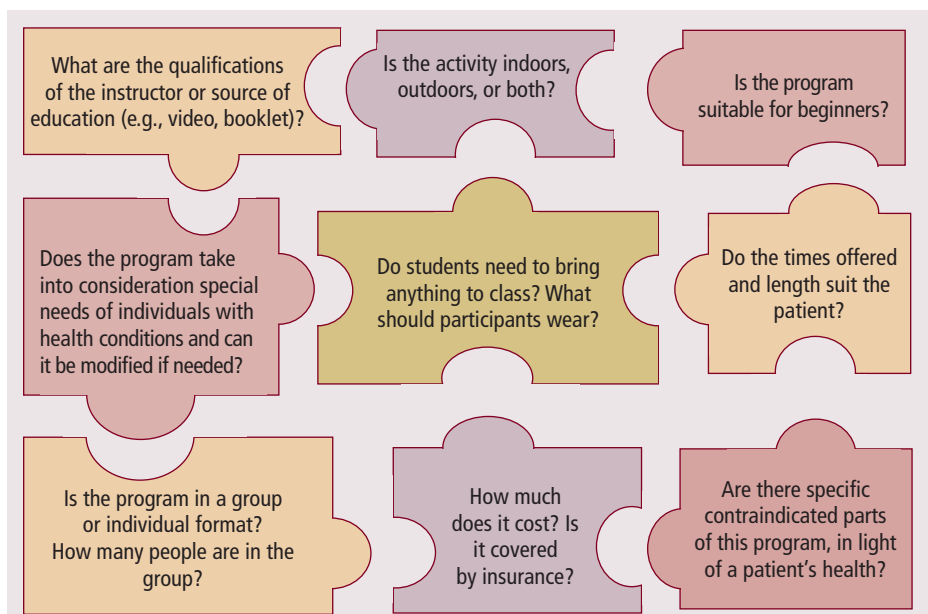 What are the qualifications
of the instructor or source of
education (e.g., video, booklet)?
Is the activity indoors,
outdoors, or both?
Is the program
suitable for beginners?
Does the program take
into consideration special
needs of individuals with
health conditions and can
it be modified if needed?
Do students need to bring
anything to class? What
should participants wear?
Do the times offered
and length suit the
patient?
Is the program in a group
or individual format?
How many people are in the
group?
How much
does it cost? Is
it covered
by insurance?
Are there specific
contraindicated parts
of this program, in light
of a patient’s health?